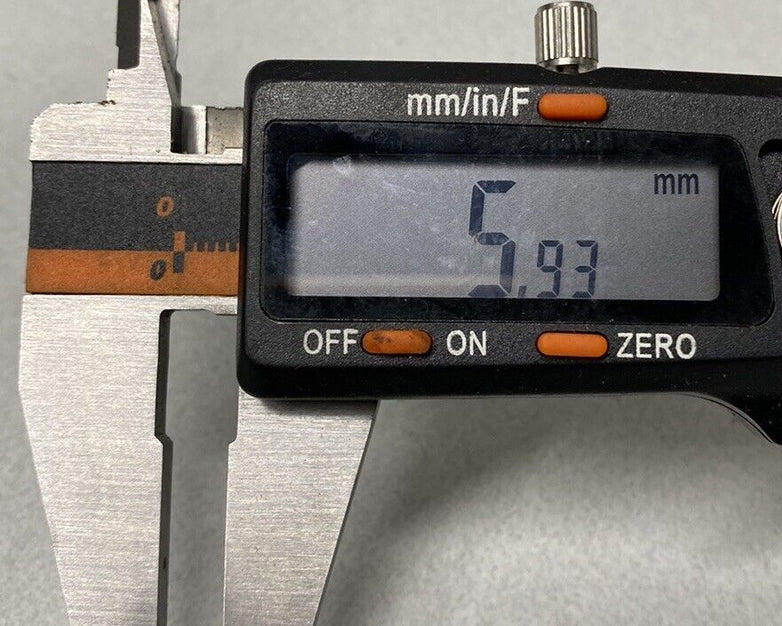 mm/in/F
0
0
mm
5.93
OFF ON ZERO